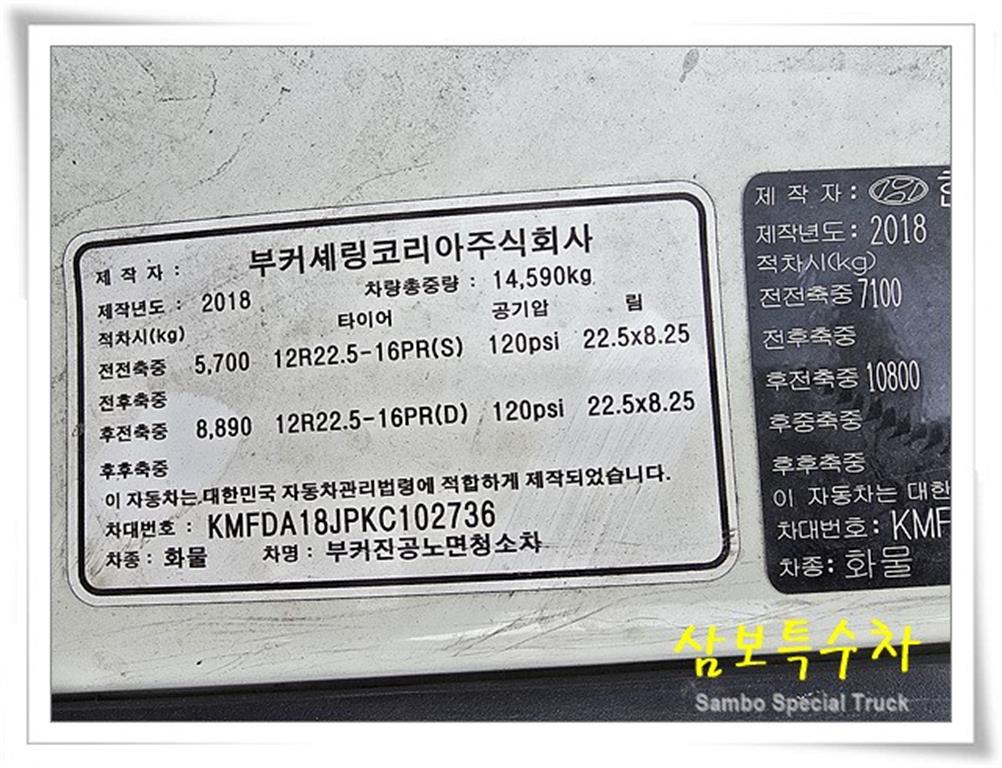 제 작 자 : 부커셰링코리아주식회사
제작년도 : 2018 차량총중량 : 14,590kg
적차시(kg) 타이어 공기압 림
전전축중 5,700 12R22.5-16PR(S) 120psi 22.5x8.25
전후축중
후전축중 8,890 12R22.5-16PR(D) 120psi 22.5x8.25
후후축중
이 자동차는 대한민국 자동차관리법령에 적합하게 제작되었습니다.
차대번호 : KMFDA18JPKC102736
차종 : 화물 차명 : 부커진공노면청소차
제 작 자 :
제작년도 : 2018
적차시(kg)
전전축중 7100
전후축중
후전축중 10800
후중축중
후후축중
이 자동차는 대한
차대번호 : KMF
차종: 화물
삼보특수차
Sambo Special Truck